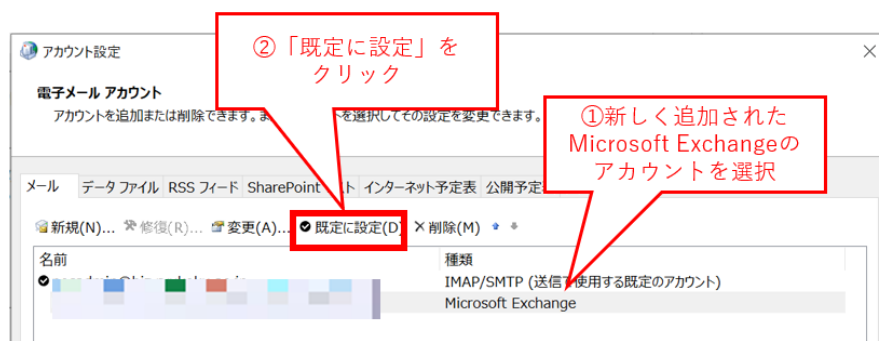 アカウント設定
②「既定に設定」を
クリック
電子メール アカウント
アカウントを追加または削除できます。ま
を選択してその設定を変更できます。
①新しく追加された
Microsoft Exchangeの
アカウントを選択
メール データ ファイル RSS フィード SharePoint ト インターネット予定表 公開予定
新規(N)... 修復(R)... 変更(A)... 既定に設定(D) 削除(M)
名前 種類
IMAP/SMTP (送信で使用する既定のアカウント)
Microsoft Exchange